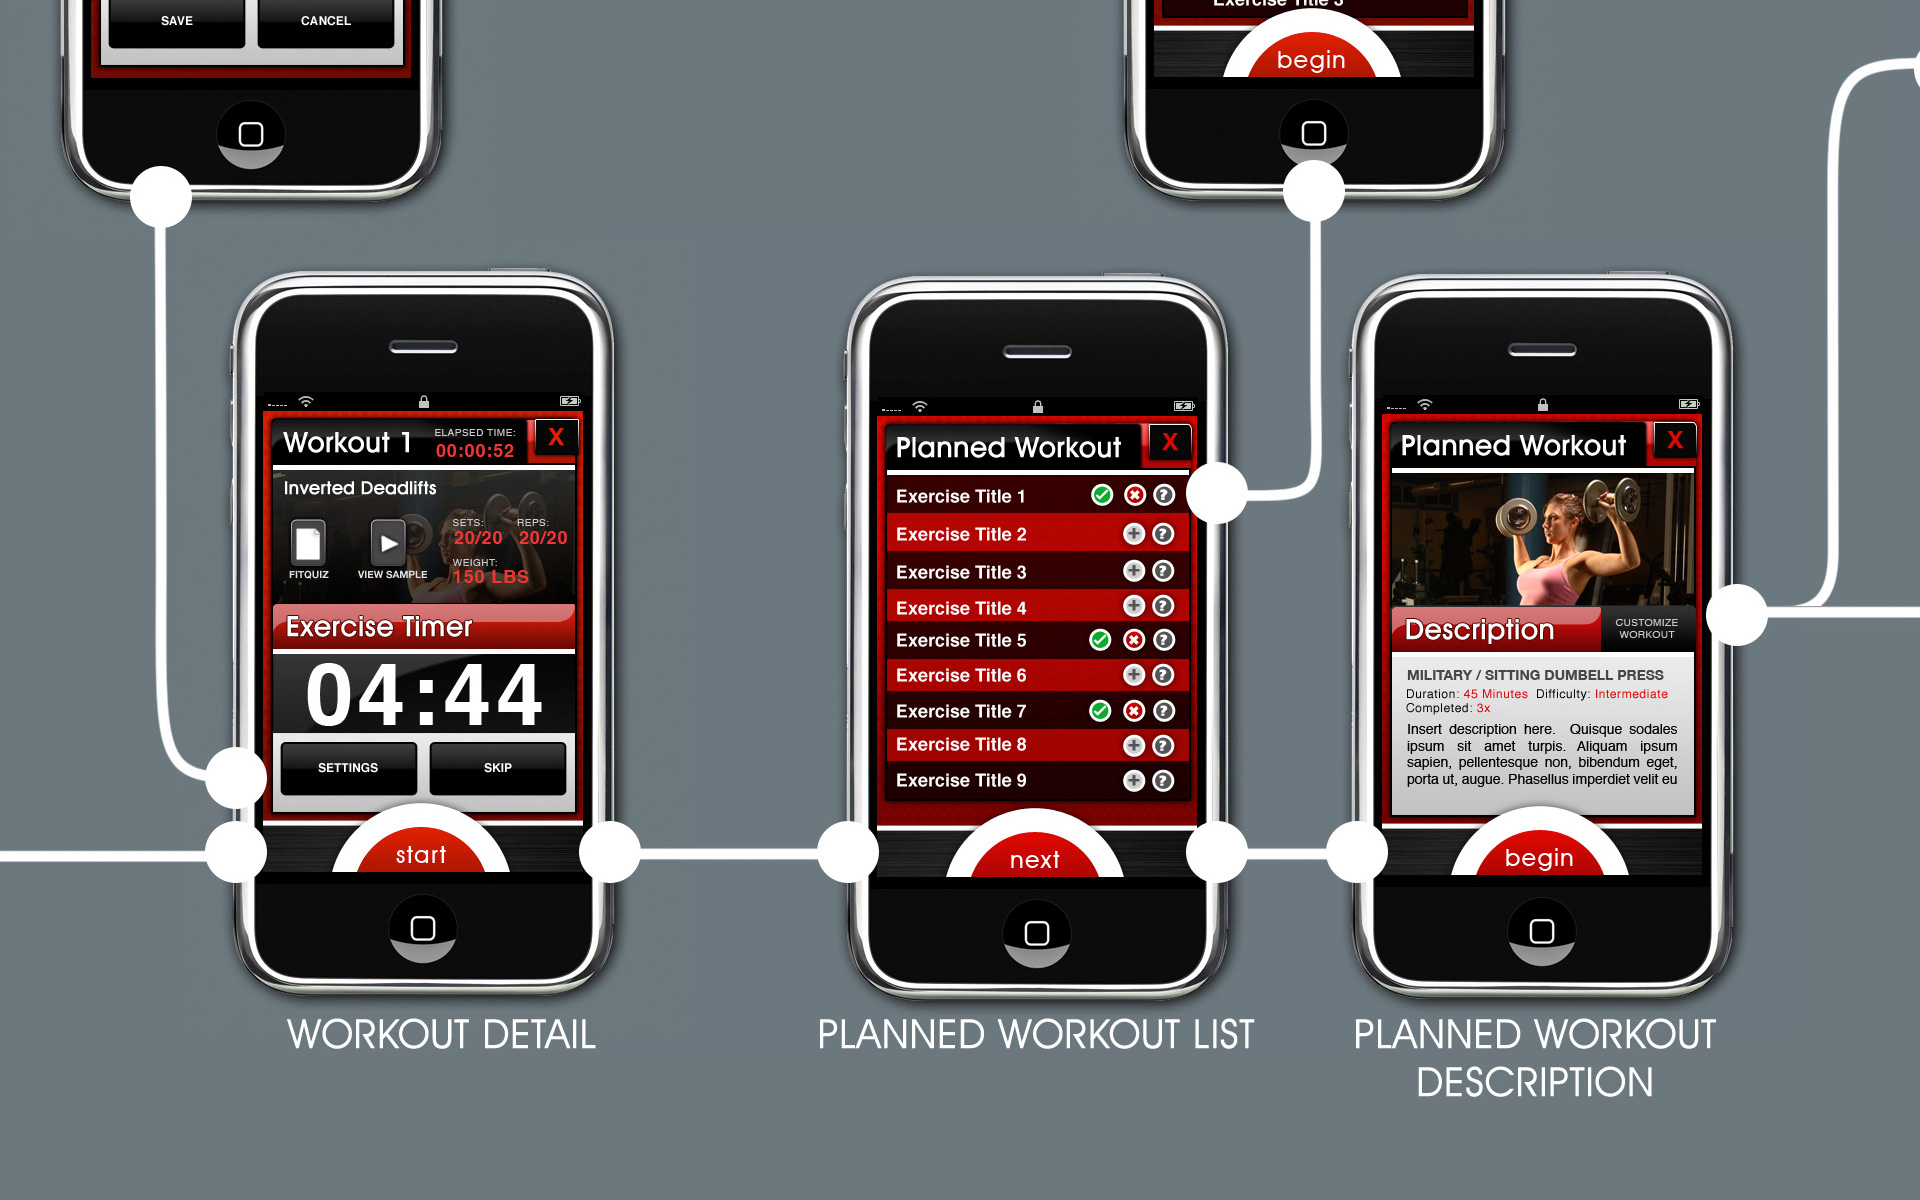 SAVE
CANCEL
Exercise Title 3
begin
Workout 1
ELAPSED TIME:
00:00:52
X
Inverted Deadlifts
SETS:
REPS:
20/20
20/20
WEIGHT:
150 LBS
FITQUIZ
VIEW SAMPLE
Exercise Timer
04:44
SETTINGS
SKIP
start
WORKOUT DETAIL
Planned Workout
X
Exercise Title 1
Exercise Title 2
Exercise Title 3
Exercise Title 4
Exercise Title 5
Exercise Title 6
Exercise Title 7
Exercise Title 8
Exercise Title 9
next
PLANNED WORKOUT LIST
Planned Workout
X
Description
CUSTOMIZE
WORKOUT
MILITARY / SITTING DUMBELL PRESS
Duration: 45 Minutes Difficulty: Intermediate
Completed: 3x
Insert description here. Quisque sodales
ipsum sit amet turpis. Aliquam ipsum
sapien, pellentesque non, bibendum eget,
porta ut, augue. Phasellus imperdiet velit eu
begin
PLANNED WORKOUT
DESCRIPTION